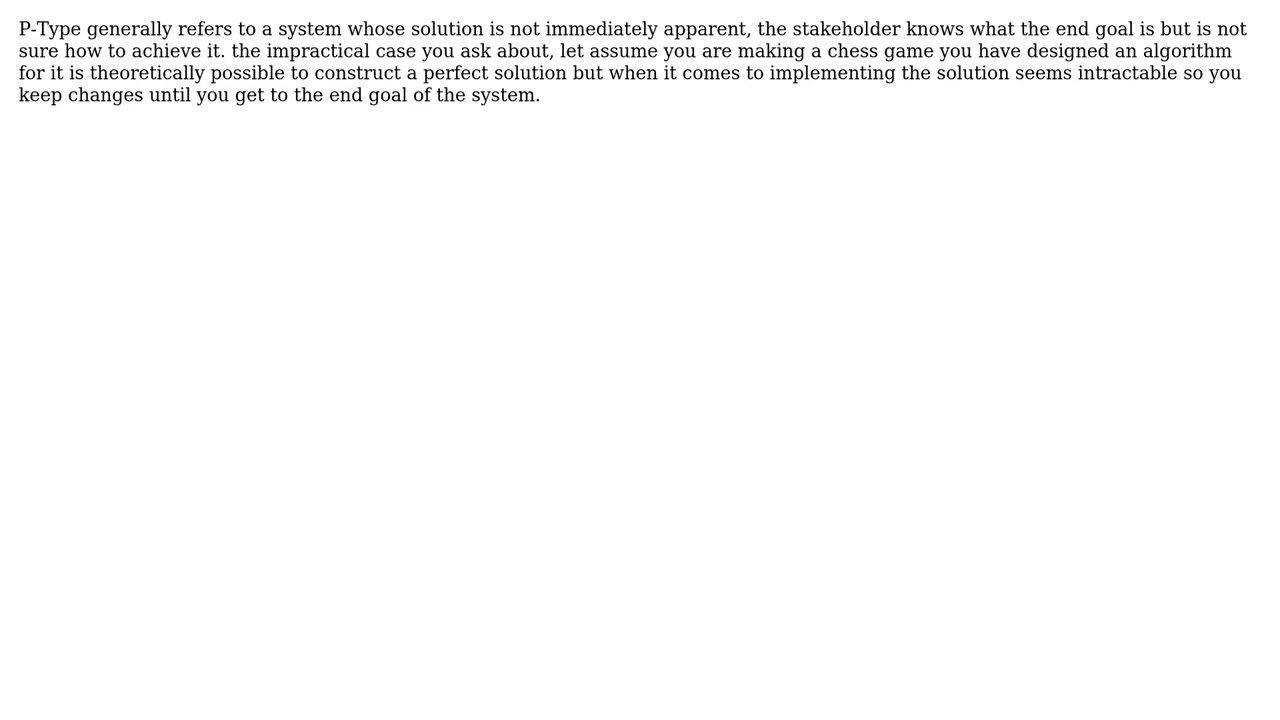 P-Type generally refers to a system whose solution is not immediately apparent, the stakeholder knows what the end goal is but is not
sure how to achieve it. the impractical case you ask about, let assume you are making a chess game you have designed an algorithm
for it is theoretically possible to construct a perfect solution but when it comes to implementing the solution seems intractable so you
keep changes until you get to the end goal of the system.